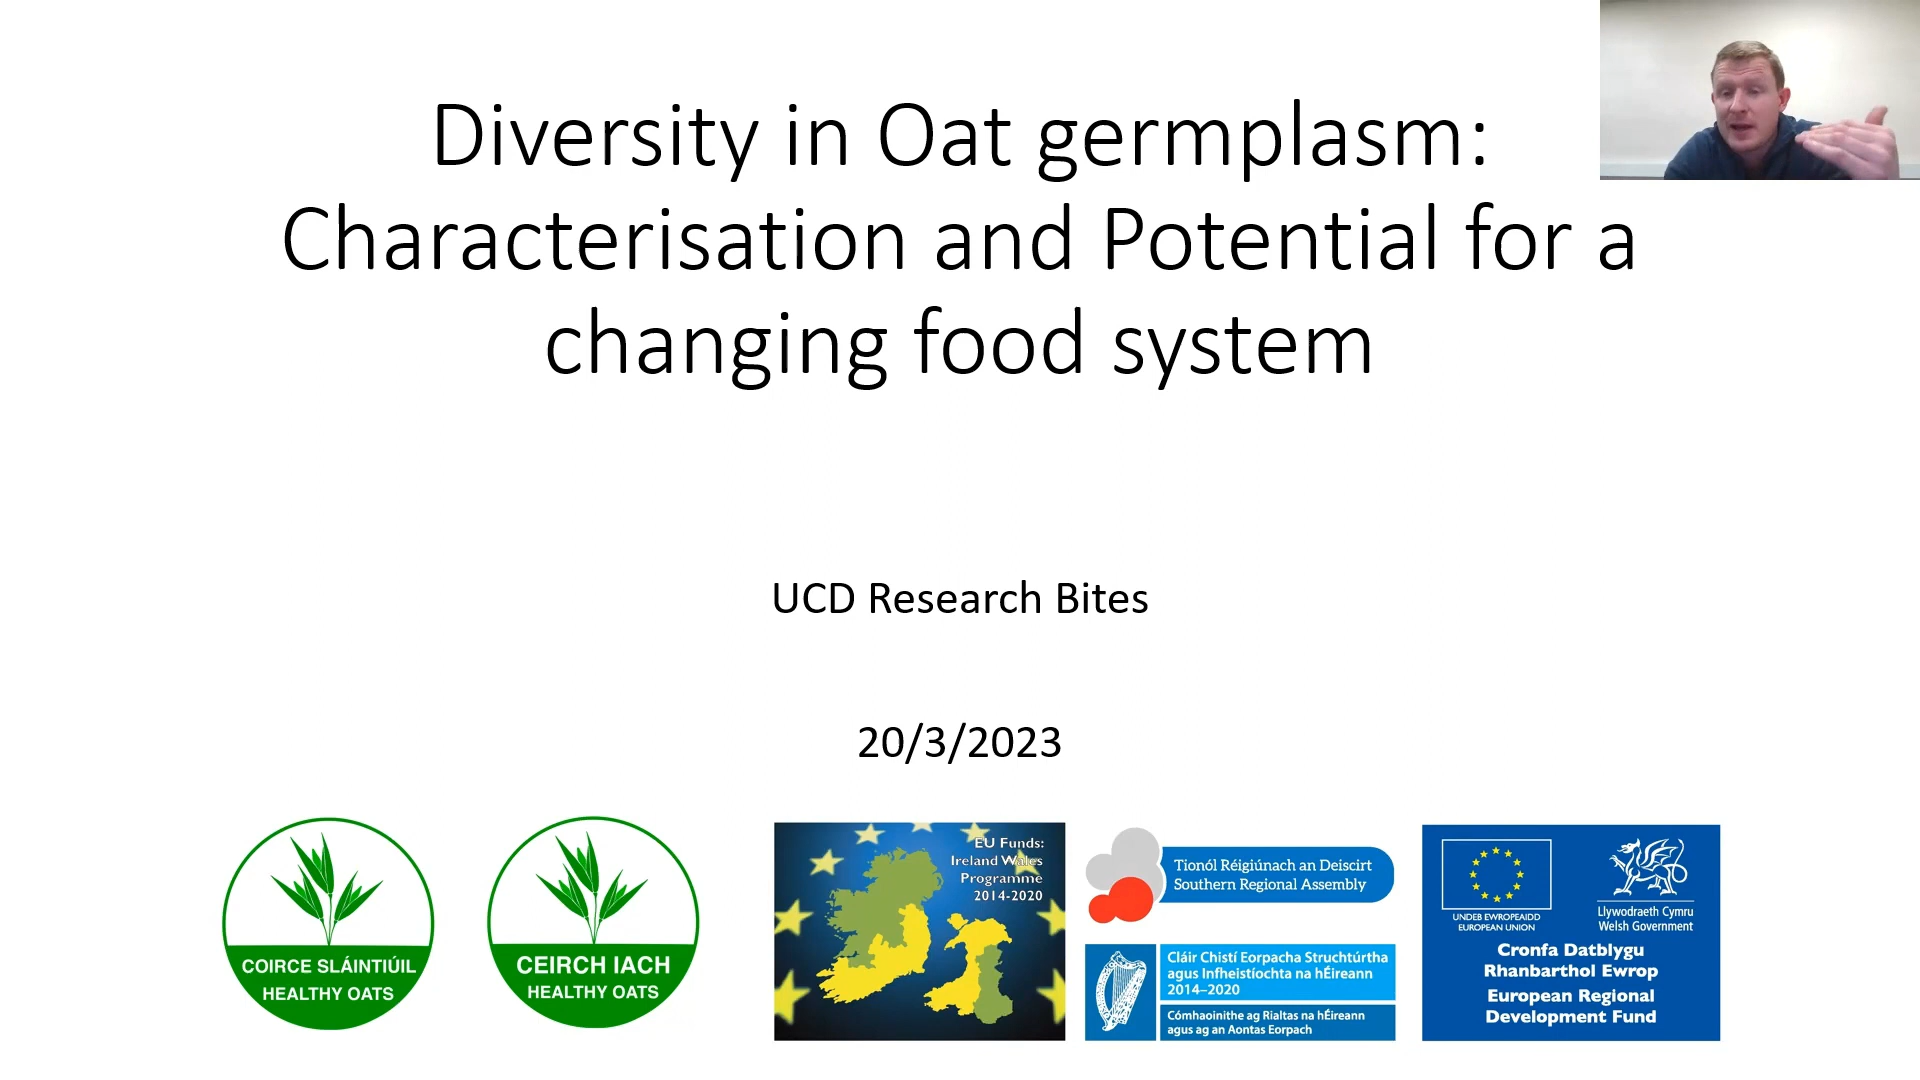 Diversity in Oat germplasm:
Characterisation and Potential for a
changing food system
UCD Research Bites
20/3/2023
COIRCE SLÁINTIÚIL
HEALTHY OATS
CEIRCH IACH
HEALTHY OATS
EU Funds:
Ireland Wales
Programme
2014-2020
Tionól Réigiúnach an Deiscirt
Southern Regional Assembly
Cláir Chistí Eorpacha Struchtúrtha
agus Infheistíochta na hÉireann
2014–2020
Cómhaoinithe ag Rialtas na hÉireann
agus ag an Aontas Eorpach
UNDEB EWROPEAIDD
EUROPEAN UNION
Llywodraeth Cymru
Welsh Government
Cronfa Datblygu
Rhanbarthol Ewrop
European Regional
Development Fund